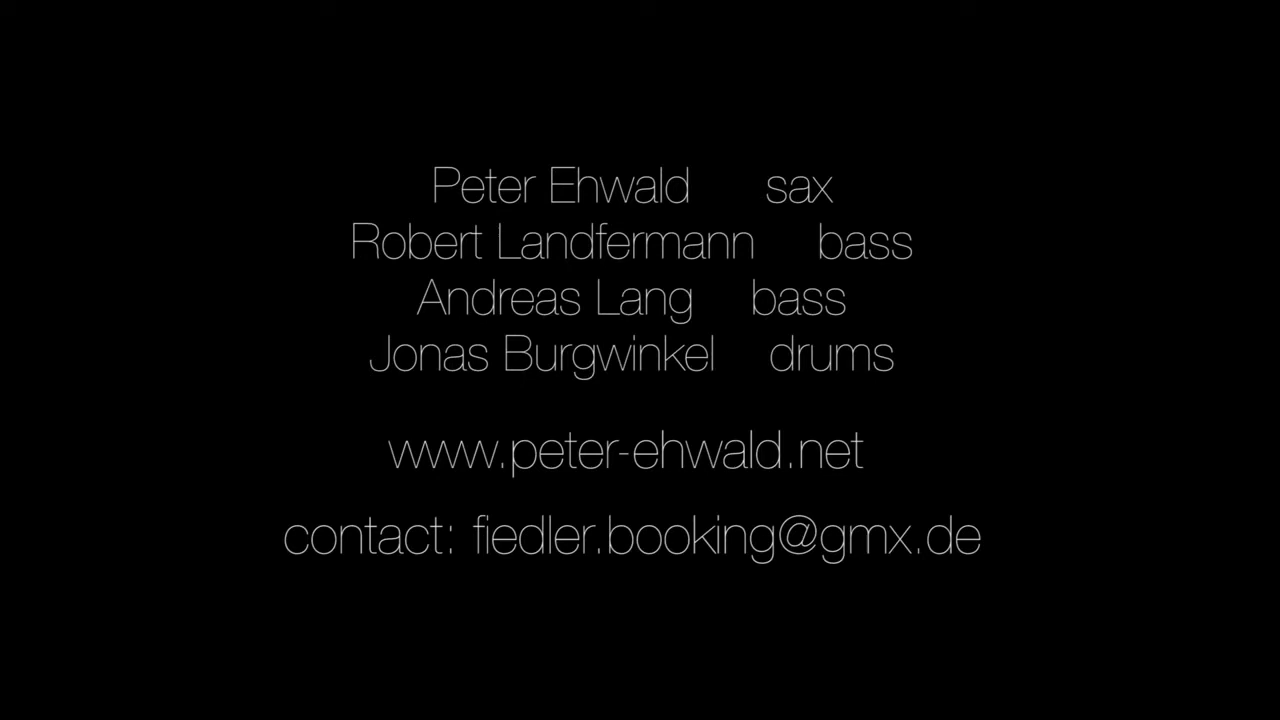 Peter Ehwald sax
Robert Landfermann bass
Andreas Lang bass
Jonas Burgwinkel drums
www.peter-ehwald.net
contact: fiedler.booking@gmx.de